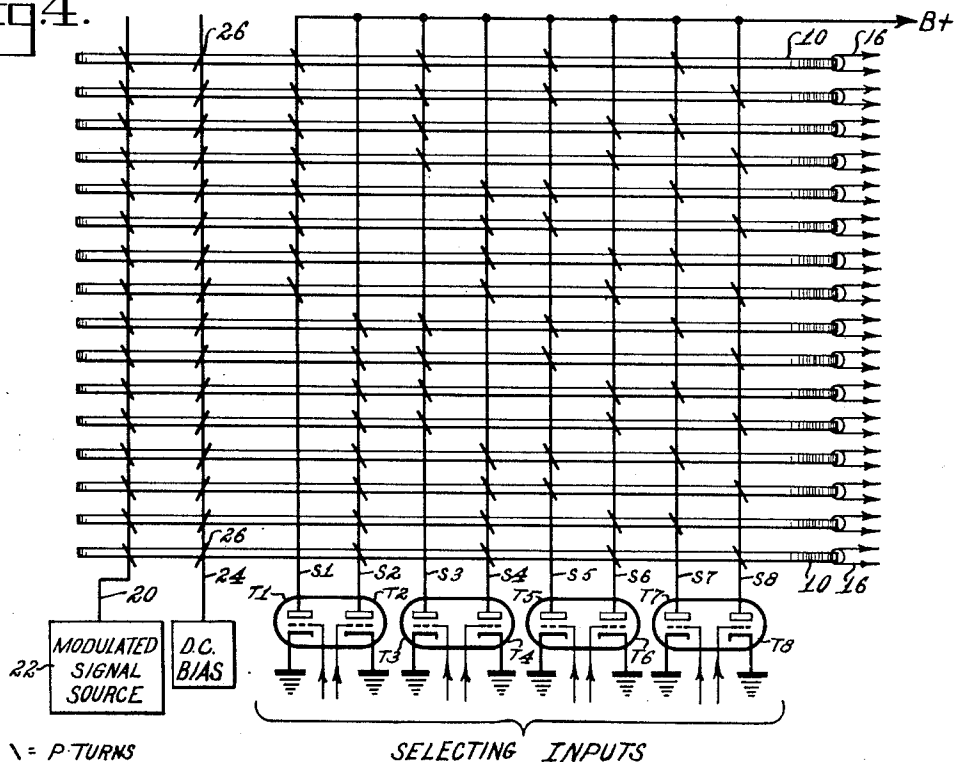 Fig.4.
26
10 16
B+
26
20 24 S1 S2 S3 S4 S5 S6 S7 S8 10 16
T1 T2 T5 T7
T3 T4 T6 T8
22 MODULATED SIGNAL SOURCE
D.C. BIAS
\ = P TURNS
SELECTING INPUTS